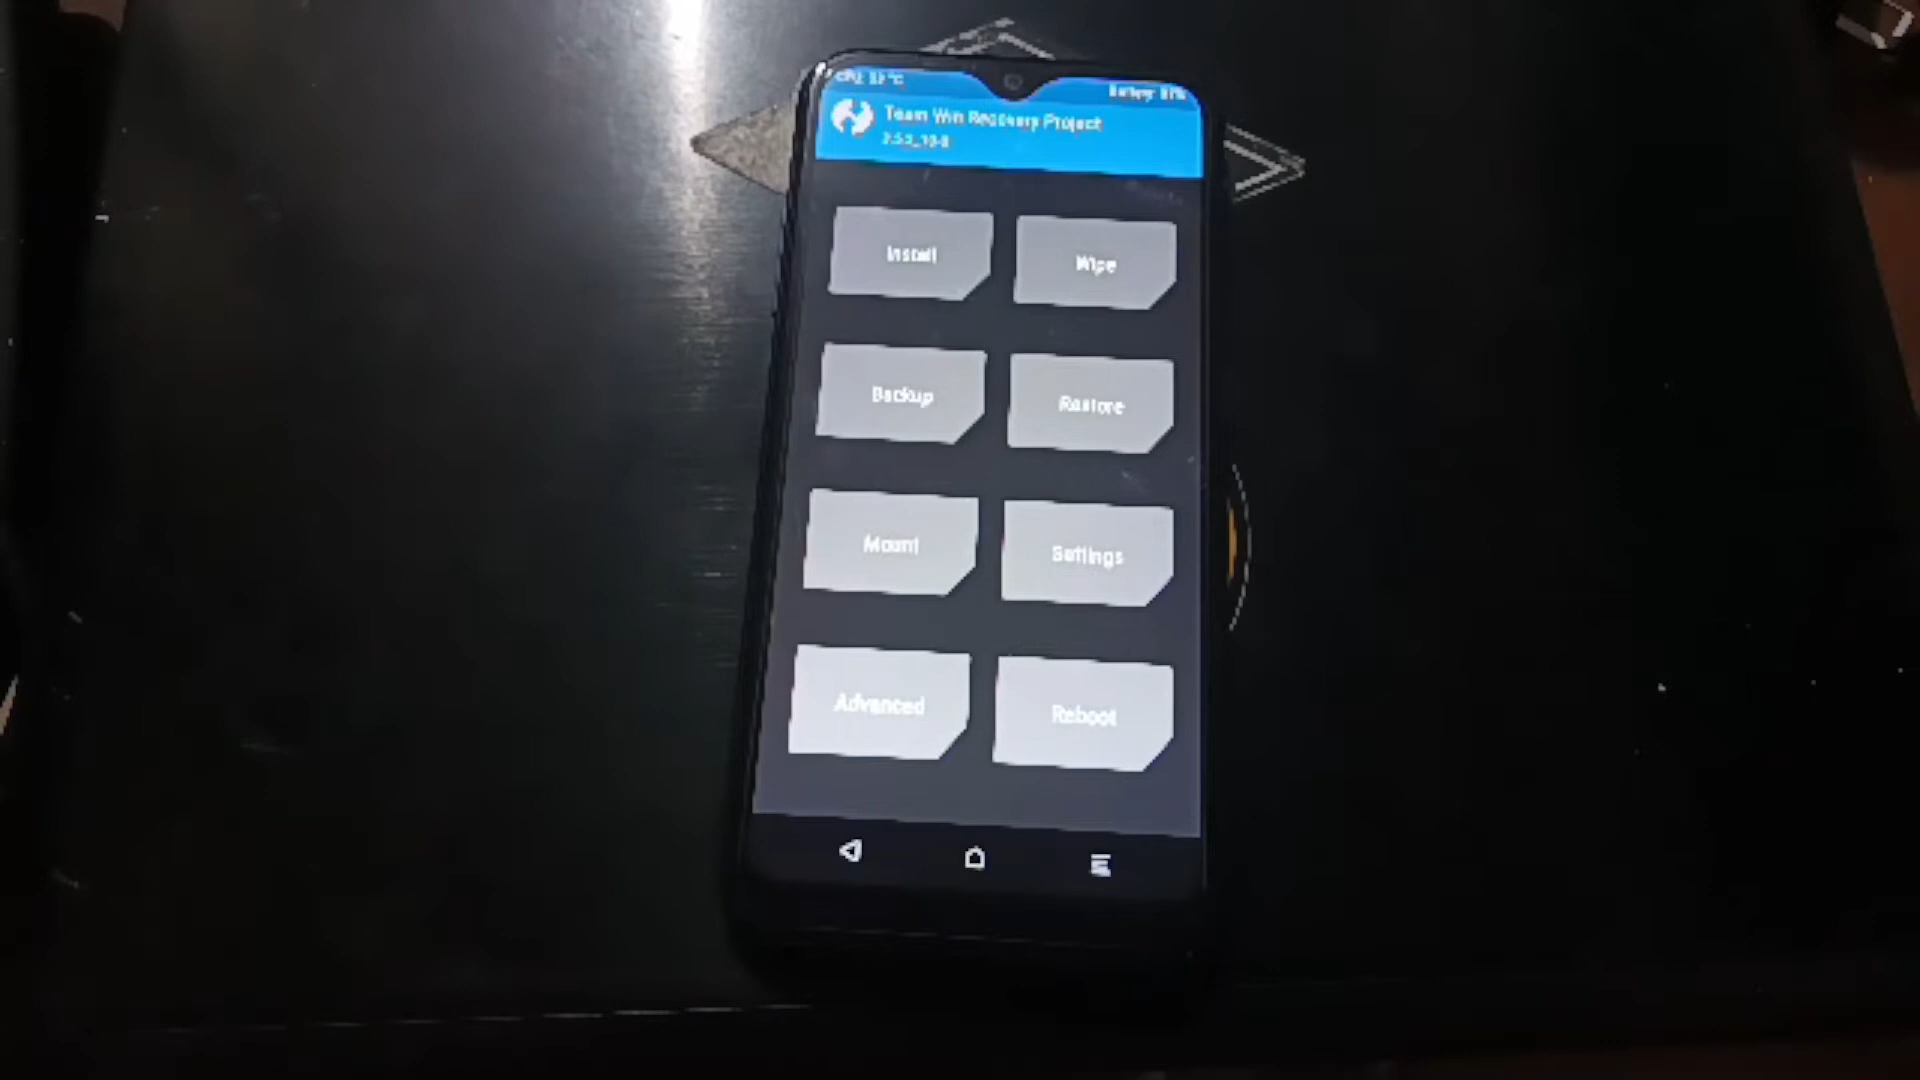 Team Win Recovery Project
Install
Wipe
Backup
Restore
Mount
Settings
Advanced
Reboot